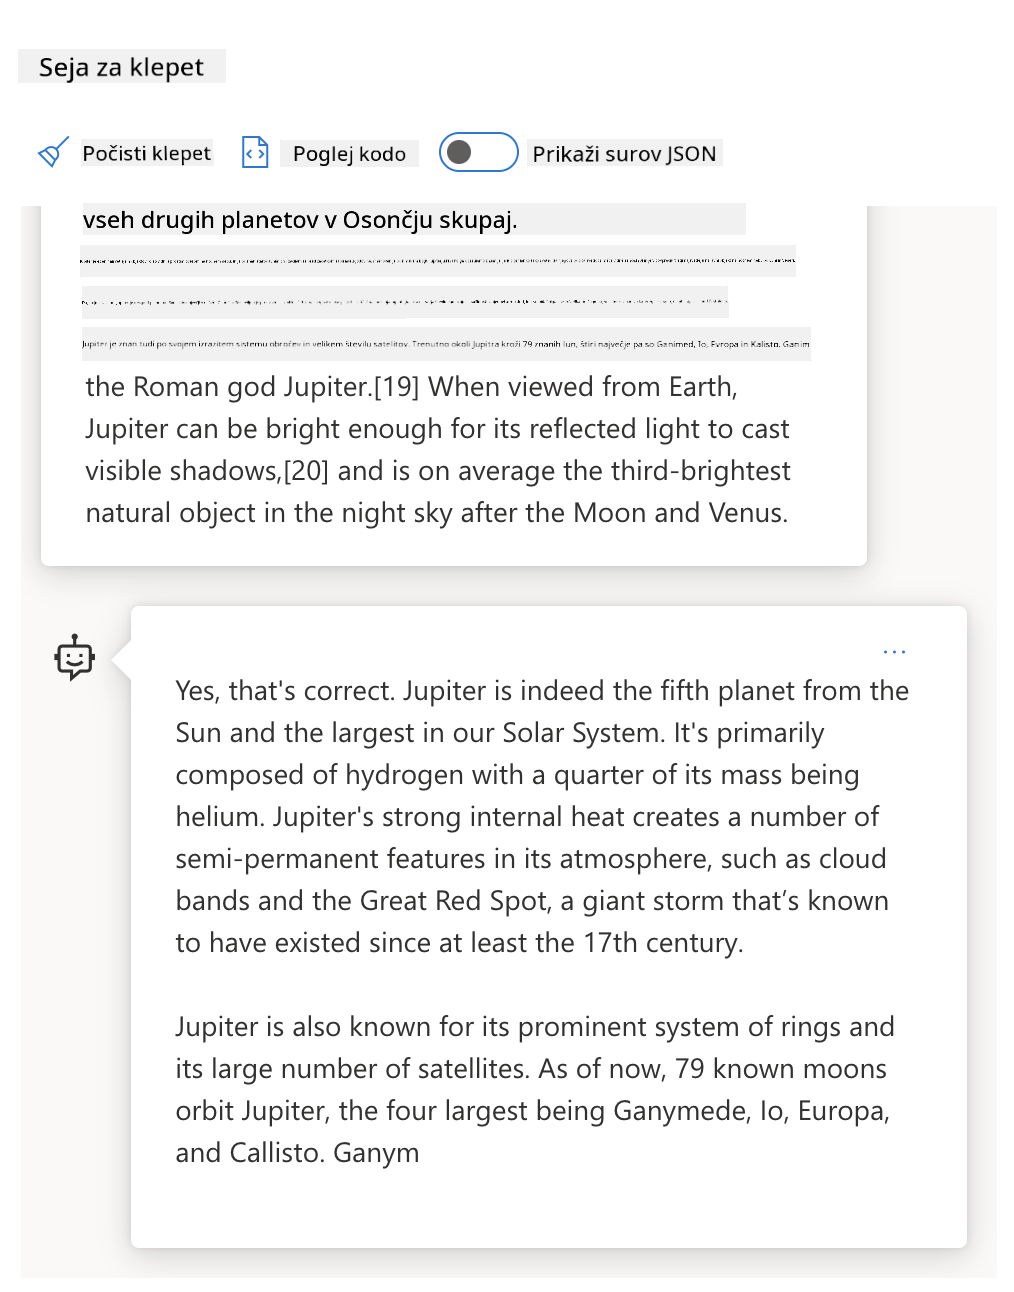 Seja za klepet
Počisti klepet
Poglej kodo
Prikaži surov JSON
vseh drugih planetov v Osončju skupaj.
Jupiter je znan tudi po svojem izrazitem sistemu obročev in velikem številu satelitov. Trenutno okoli Jupitra kroži 79 znanih lun, štiri največje pa so Ganimed, Io, Evropa in Kalisto. Ganim
the Roman god Jupiter.[19] When viewed from Earth,
Jupiter can be bright enough for its reflected light to cast
visible shadows,[20] and is on average the third-brightest
natural object in the night sky after the Moon and Venus.
...
Yes, that's correct. Jupiter is indeed the fifth planet from the
Sun and the largest in our Solar System. It's primarily
composed of hydrogen with a quarter of its mass being
helium. Jupiter's strong internal heat creates a number of
semi-permanent features in its atmosphere, such as cloud
bands and the Great Red Spot, a giant storm that’s known
to have existed since at least the 17th century.
Jupiter is also known for its prominent system of rings and
its large number of satellites. As of now, 79 known moons
orbit Jupiter, the four largest being Ganymede, Io, Europa,
and Callisto. Ganym